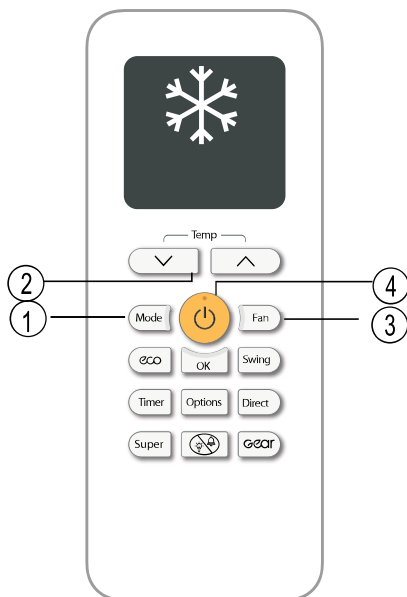 Temp
2
4
1
Mode
Fan
3
eco
OK
Swing
Timer
Options
Direct
Super
Gear